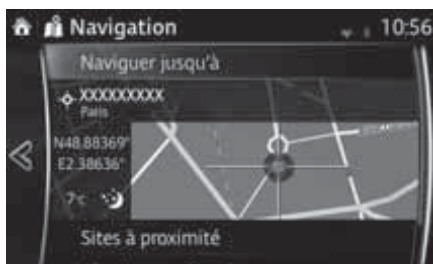 Navigation 10:56
Naviguer jusqu'à
XXXXXXXXX
Paris
N48.88369°
E2.38636°
7°c
Sites à proximité